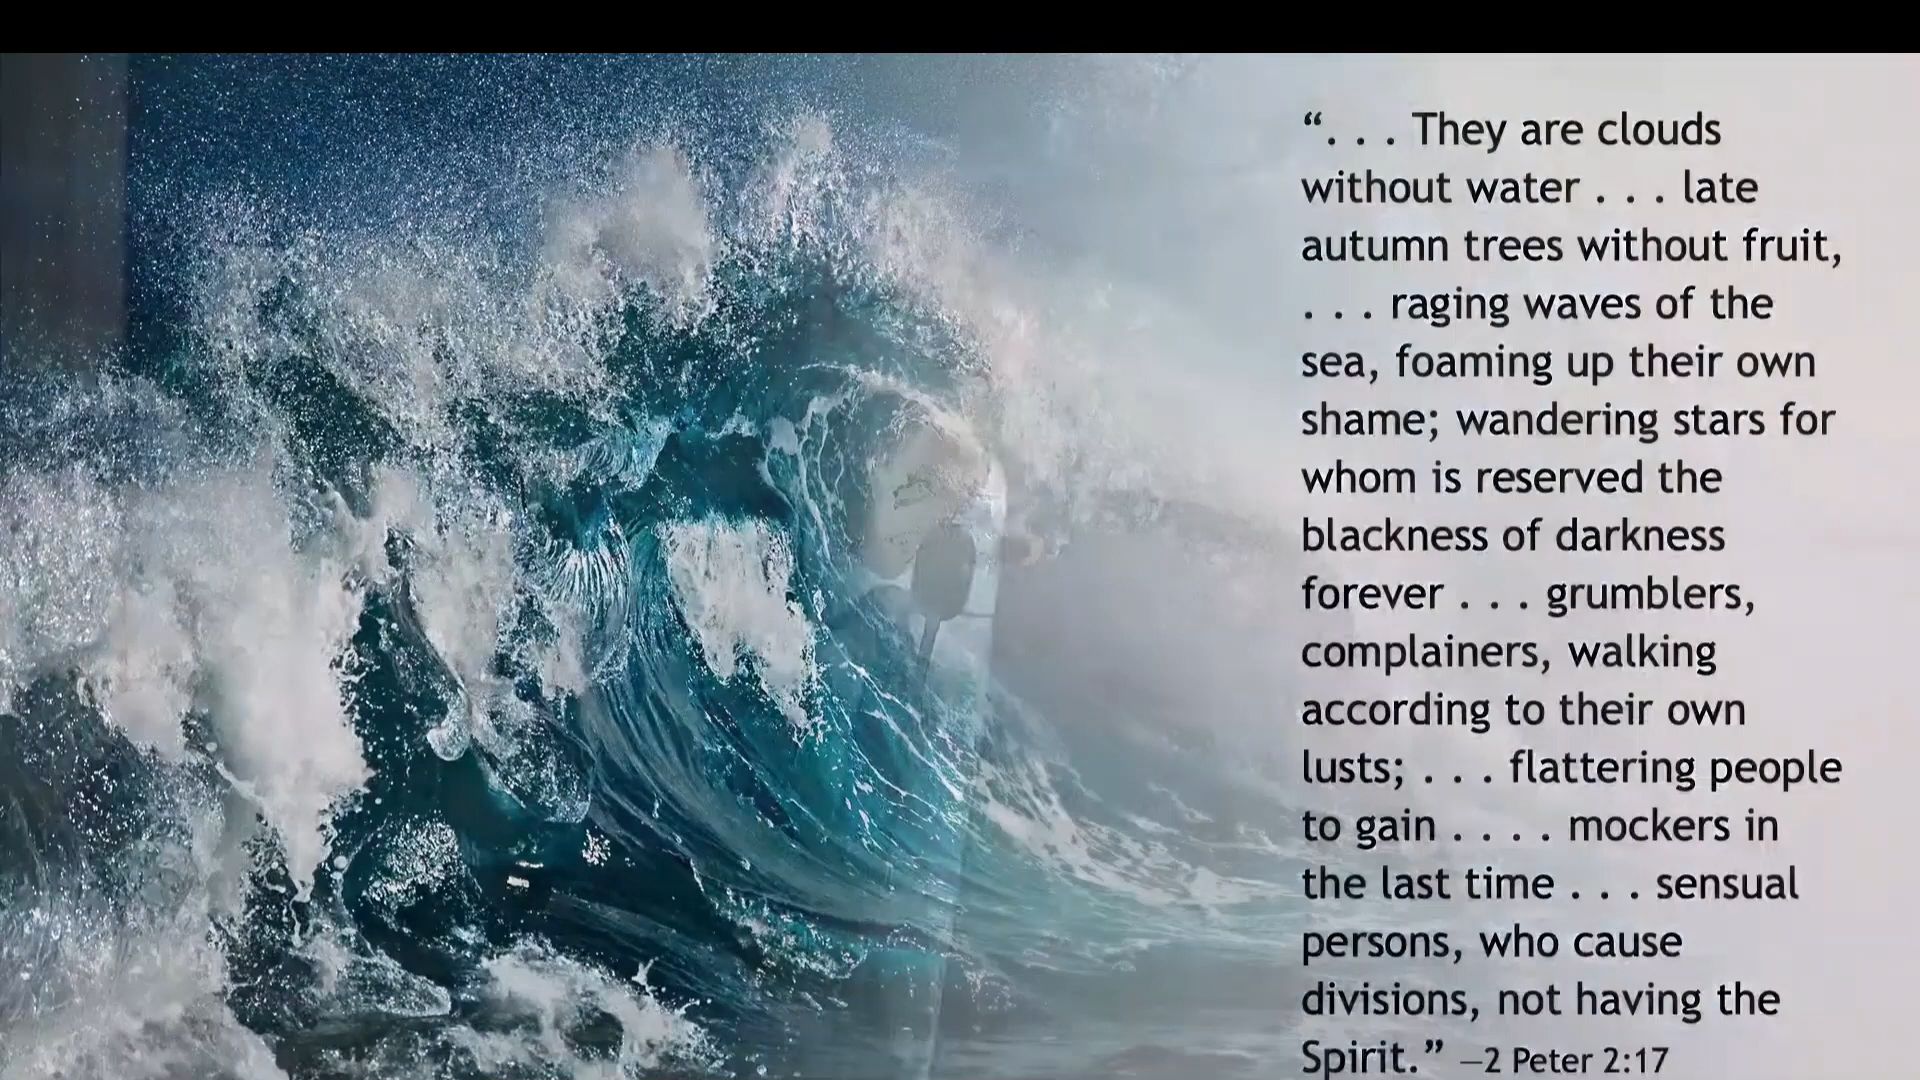 “. . . They are clouds
without water . . . late
autumn trees without fruit,
. . . raging waves of the
sea, foaming up their own
shame; wandering stars for
whom is reserved the
blackness of darkness
forever . . . grumblers,
complainers, walking
according to their own
lusts; . . . flattering people
to gain . . . . mockers in
the last time . . . sensual
persons, who cause
divisions, not having the
Spirit.” —2 Peter 2:17